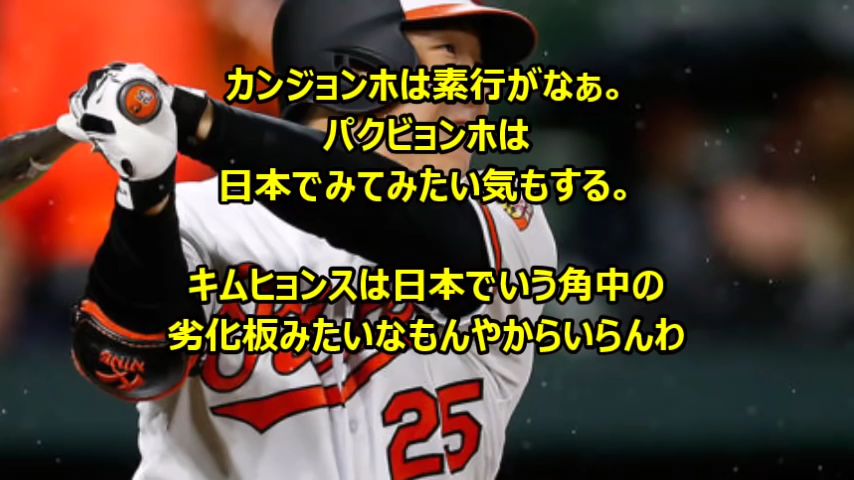 カンジョンホは素行がなぁ。
パクビョンホは
日本でみてみたい気もする。
キムヒョンスは日本でいう角中の
劣化板みたいなもんやからいらんわ
25
25